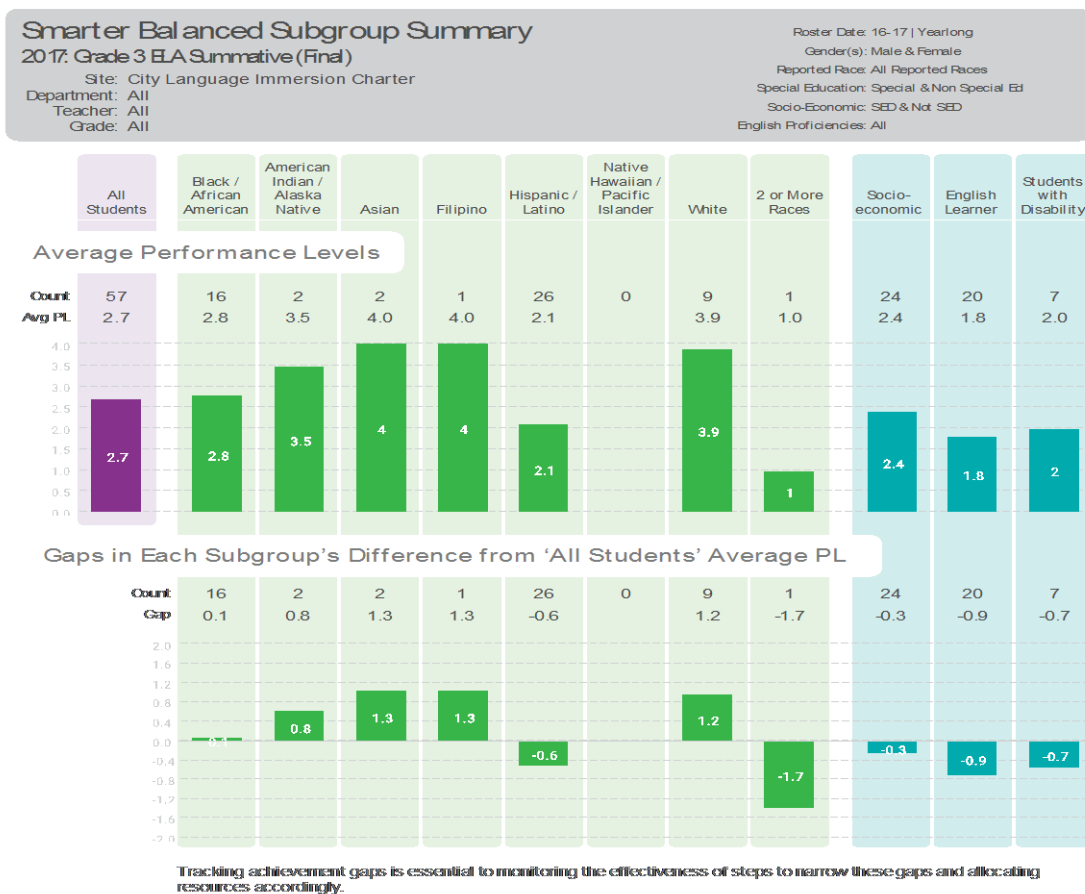 Smarter Balanced Subgroup Summary
2017: Grade 3 ELA Summative (Final)
Site: City Language Immersion Charter
Department: All
Teacher: All
Grade: All
Roster Date: 16-17 | Yearlong
Gender(s): Male & Female
Reported Race: All Reported Races
Special Education: Special & Non Special Ed
Socio-Economic: SED & Not SED
English Proficiencies: All
All Students
Black / African American
American Indian / Alaska Native
Asian
Filipino
Hispanic / Latino
Native Hawaiian / Pacific Islander
White
2 or More Races
Socio-economic
English Learner
Students with Disability
Average Performance Levels
Count 57 16 2 2 1 26 0 9 1 24 20 7
Avg PL 2.7 2.8 3.5 4.0 4.0 2.1 3.9 1.0 2.4 1.8 2.0
4.0
3.5
3.0
2.5
2.0
1.5
1.0
0.5
0.0
2.7 2.8 3.5 4 4 2.1 3.9 1 2.4 1.8 2
Gaps in Each Subgroup's Difference from ‘All Students’ Average PL
Count 16 2 2 1 26 0 9 1 24 20 7
Gap 0.1 0.8 1.3 1.3 -0.6 1.2 -1.7 -0.3 -0.9 -0.7
2.0
1.6
1.2
0.8
0.4
0.0
-0.4
-0.8
-1.2
-1.6
-2.0
0.1 0.8 1.3 1.3 -0.6 1.2 -1.7 -0.3 -0.9 -0.7
Tracking achievement gaps is essential to monitoring the effectiveness of steps to narrow these gaps and allocating
resources accordingly.